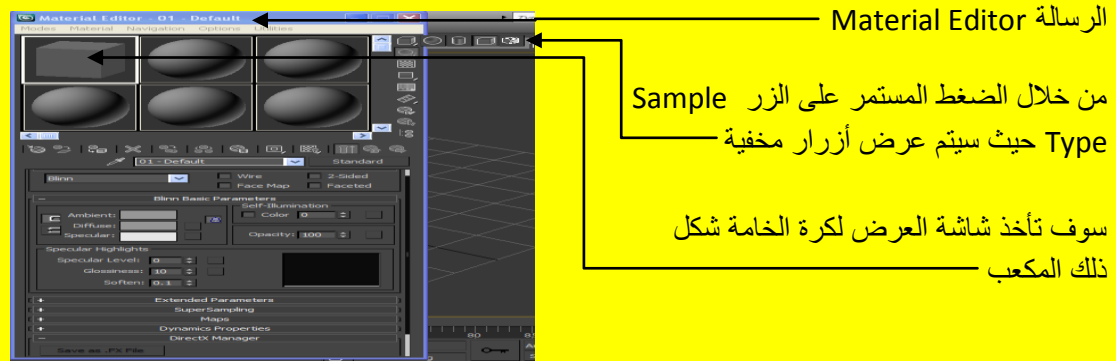 Material Editor - 01 - Default
Modes Material Navigation Options Utilities
01 - Default
Standard
Blinn
Wire
2-Sided
Face Map
Faceted
Blinn Basic Parameters
Self-Illumination
Ambient:
Diffuse:
Specular:
Color 0
Opacity: 100
Specular Highlights
Specular Level: 0
Glossiness: 10
Soften: 0.1
Extended Parameters
SuperSampling
Maps
Dynamics Properties
DirectX Manager
Save as .FX File
80
الرسالة Material Editor
من خلال الضغط المستمر على الزر Sample
Type حيث سيتم عرض أزرار مخفية
سوف تأخذ شاشة العرض لكرة الخامة شكل
ذلك المكعب